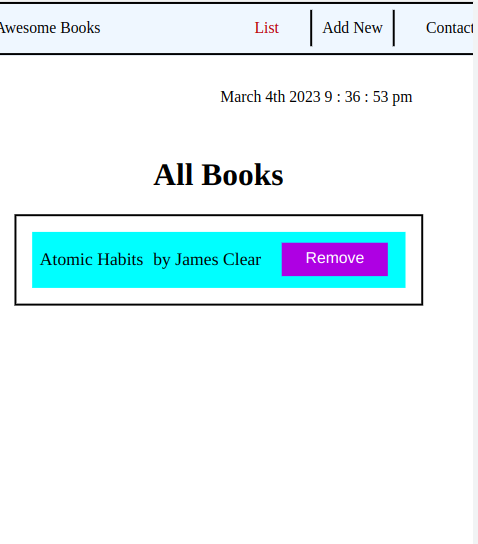 Awesome Books List Add New Contact
March 4th 2023 9 : 36 : 53 pm
All Books
Atomic Habits by James Clear Remove